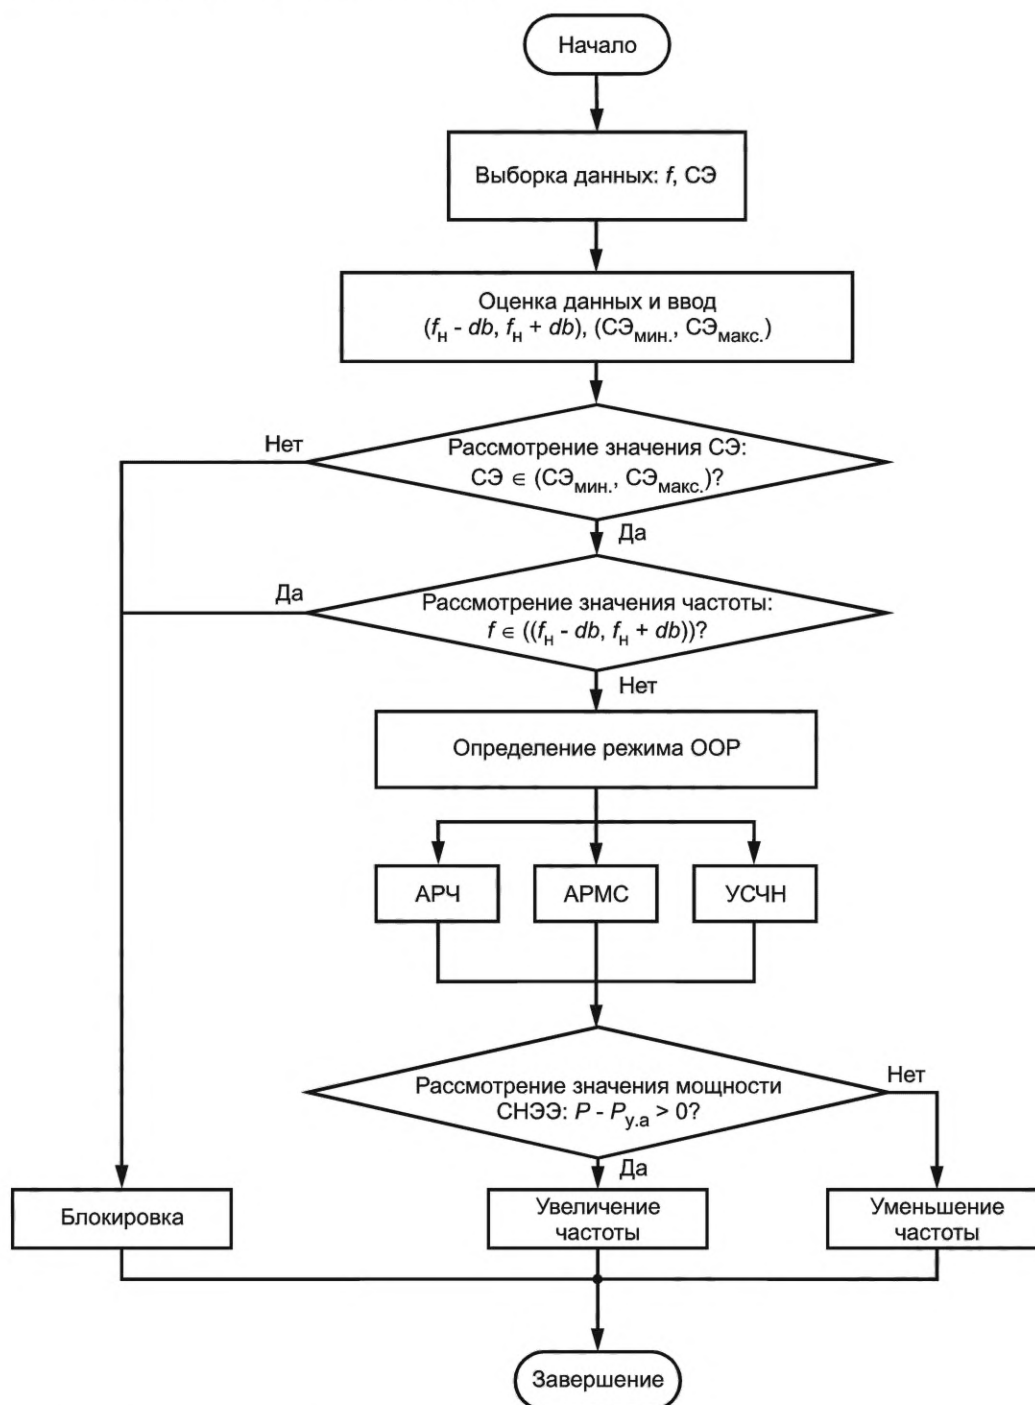 Начало
Выборка данных: f, СЭ
Оценка данных и ввод
(fн - db, fн + db), (СЭмин., СЭмакс.)
Нет
Рассмотрение значения СЭ:
СЭ ∈ (СЭмин., СЭмакс.)?
Да
Да
Рассмотрение значения частоты:
f ∈ ((fн - db, fн + db))?
Нет
Определение режима ООР
АРЧ
АРМС
УСЧН
Рассмотрение значения мощности
СНЭЭ: P - Pу.а > 0?
Нет
Да
Блокировка
Увеличение
частоты
Уменьшение
частоты
Завершение